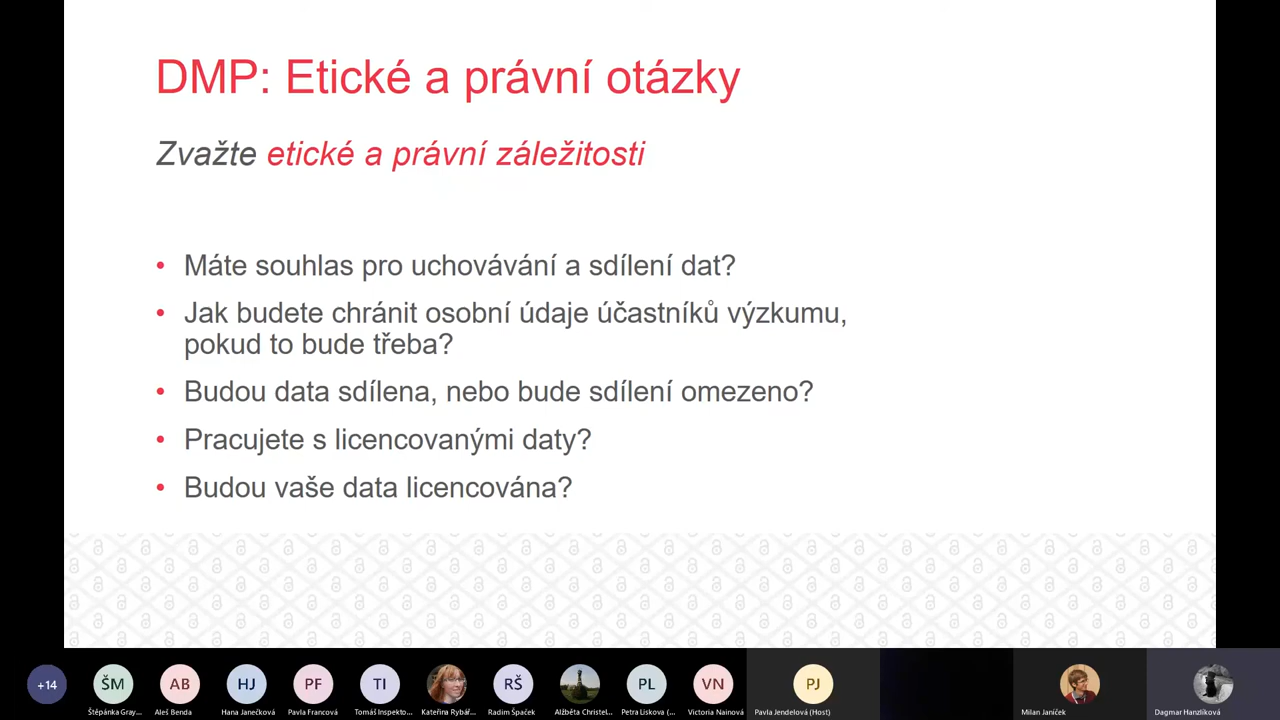 DMP: Etické a právní otázky
Zvažte etické a právní záležitosti
• Máte souhlas pro uchovávání a sdílení dat?
• Jak budete chránit osobní údaje účastníků výzkumu,
pokud to bude třeba?
• Budou data sdílena, nebo bude sdílení omezeno?
• Pracujete s licencovanými daty?
• Budou vaše data licencována?
+14 ŠM AB HJ PF TI RŠ PL VN PJ
Štěpánka Gray... Aleš Benda Hana Janečková Pavla Francová Tomáš Inspekto... Kateřina Rybář... Radim Špaček Alžběta Christel... Petra Liskova (... Victoria Nainová Pavla Jendelová (Host) Milan Janíček Dagmar Hanzlíková